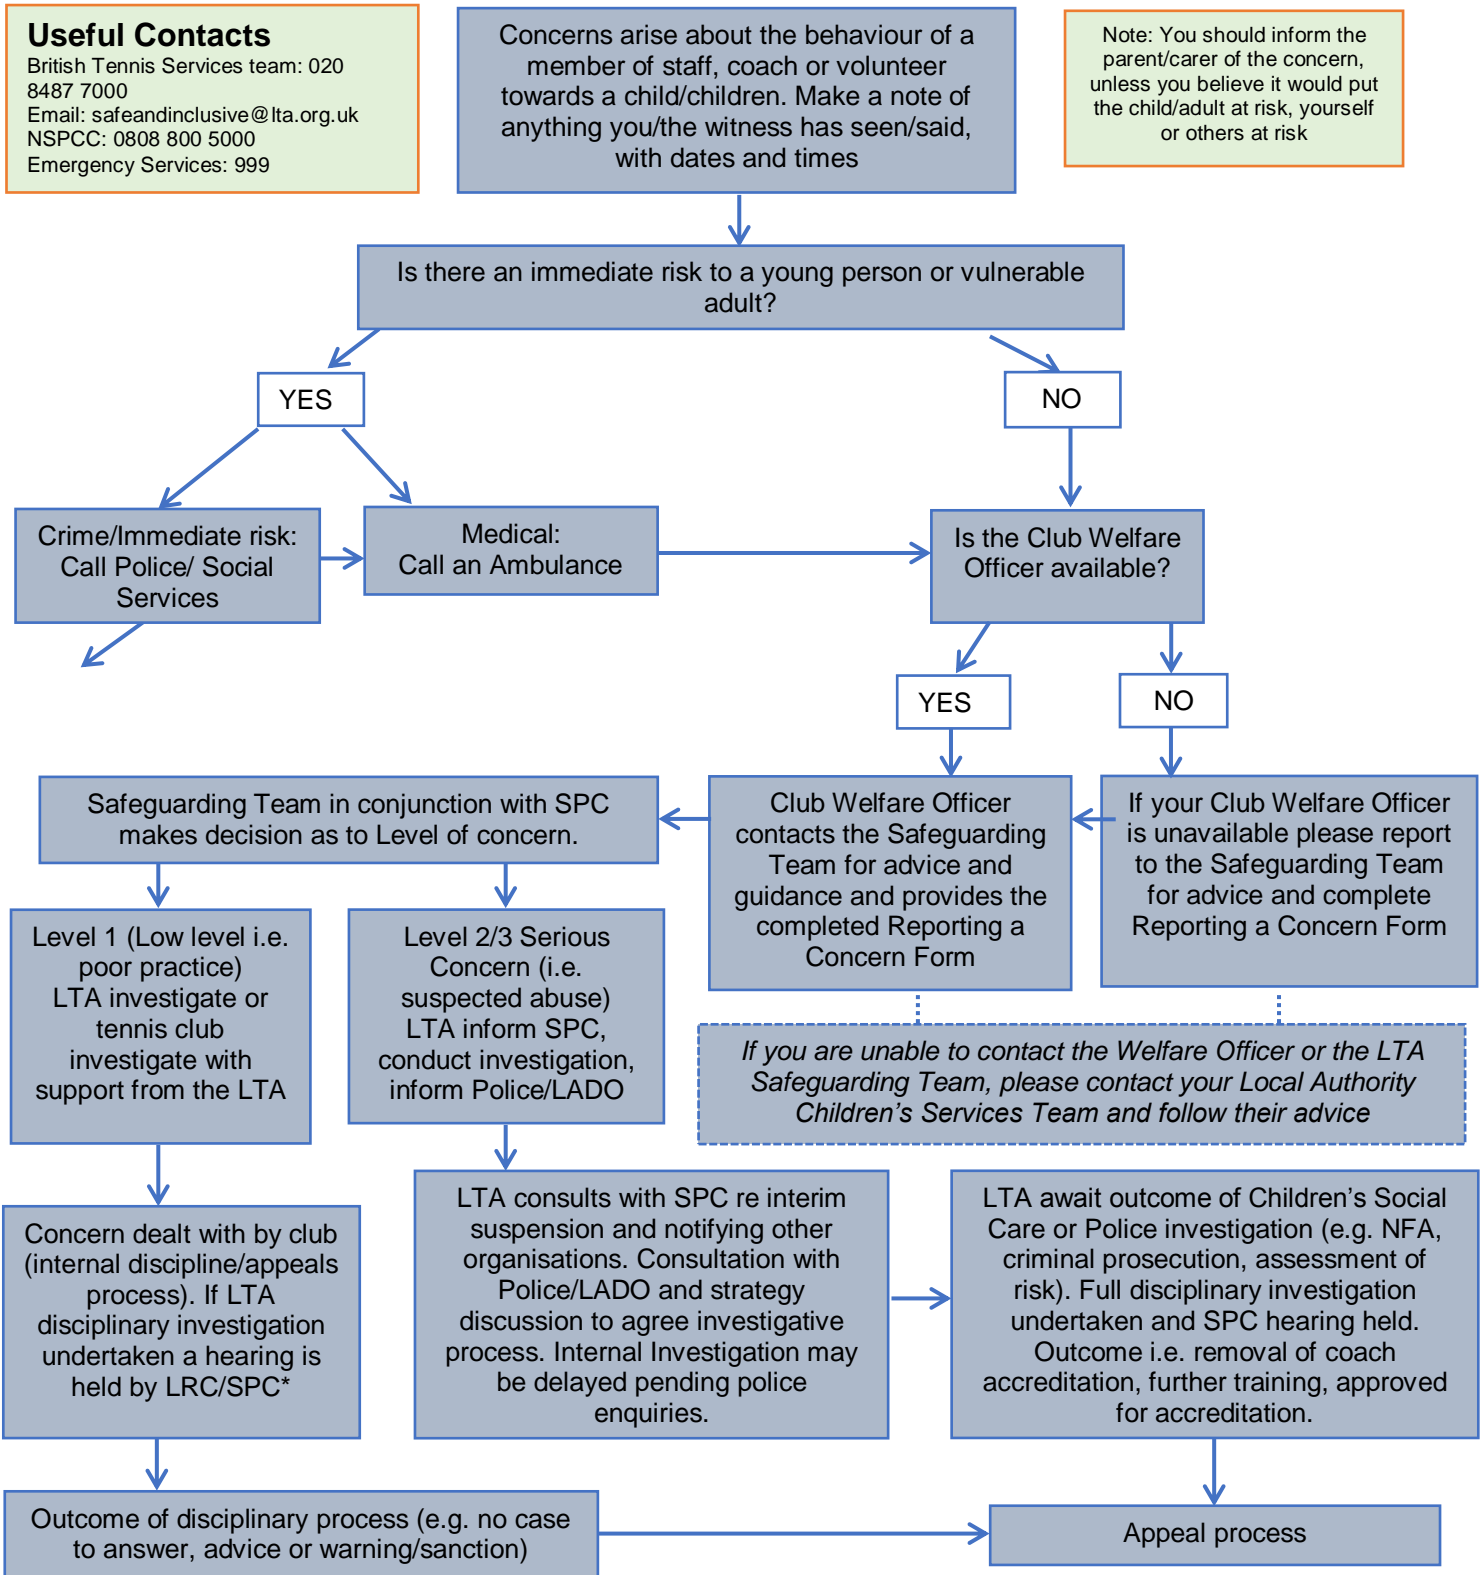 Useful Contacts
British Tennis Services team: 020
8487 7000
Email: safeandinclusive@lta.org.uk
NSPCC: 0808 800 5000
Emergency Services: 999
Concerns arise about the behaviour of a
member of staff, coach or volunteer
towards a child/children. Make a note of
anything you/the witness has seen/said,
with dates and times
Note: You should inform the
parent/carer of the concern,
unless you believe it would put
the child/adult at risk, yourself
or others at risk
Is there an immediate risk to a young person or vulnerable
adult?
YES
NO
Crime/Immediate risk:
Call Police/ Social
Services
Medical:
Call an Ambulance
Is the Club Welfare
Officer available?
YES
NO
Safeguarding Team in conjunction with SPC
makes decision as to Level of concern.
Club Welfare Officer
contacts the Safeguarding
Team for advice and
guidance and provides the
completed Reporting a
Concern Form
If your Club Welfare Officer
is unavailable please report
to the Safeguarding Team
for advice and complete
Reporting a Concern Form
Level 1 (Low level i.e.
poor practice)
LTA investigate or
tennis club
investigate with
support from the LTA
Level 2/3 Serious
Concern (i.e.
suspected abuse)
LTA inform SPC,
conduct investigation,
inform Police/LADO
If you are unable to contact the Welfare Officer or the LTA
Safeguarding Team, please contact your Local Authority
Children’s Services Team and follow their advice
Concern dealt with by club
(internal discipline/appeals
process). If LTA
disciplinary investigation
undertaken a hearing is
held by LRC/SPC*
LTA consults with SPC re interim
suspension and notifying other
organisations. Consultation with
Police/LADO and strategy
discussion to agree investigative
process. Internal Investigation may
be delayed pending police
enquiries.
LTA await outcome of Children’s Social
Care or Police investigation (e.g. NFA,
criminal prosecution, assessment of
risk). Full disciplinary investigation
undertaken and SPC hearing held.
Outcome i.e. removal of coach
accreditation, further training, approved
for accreditation.
Outcome of disciplinary process (e.g. no case
to answer, advice or warning/sanction)
Appeal process